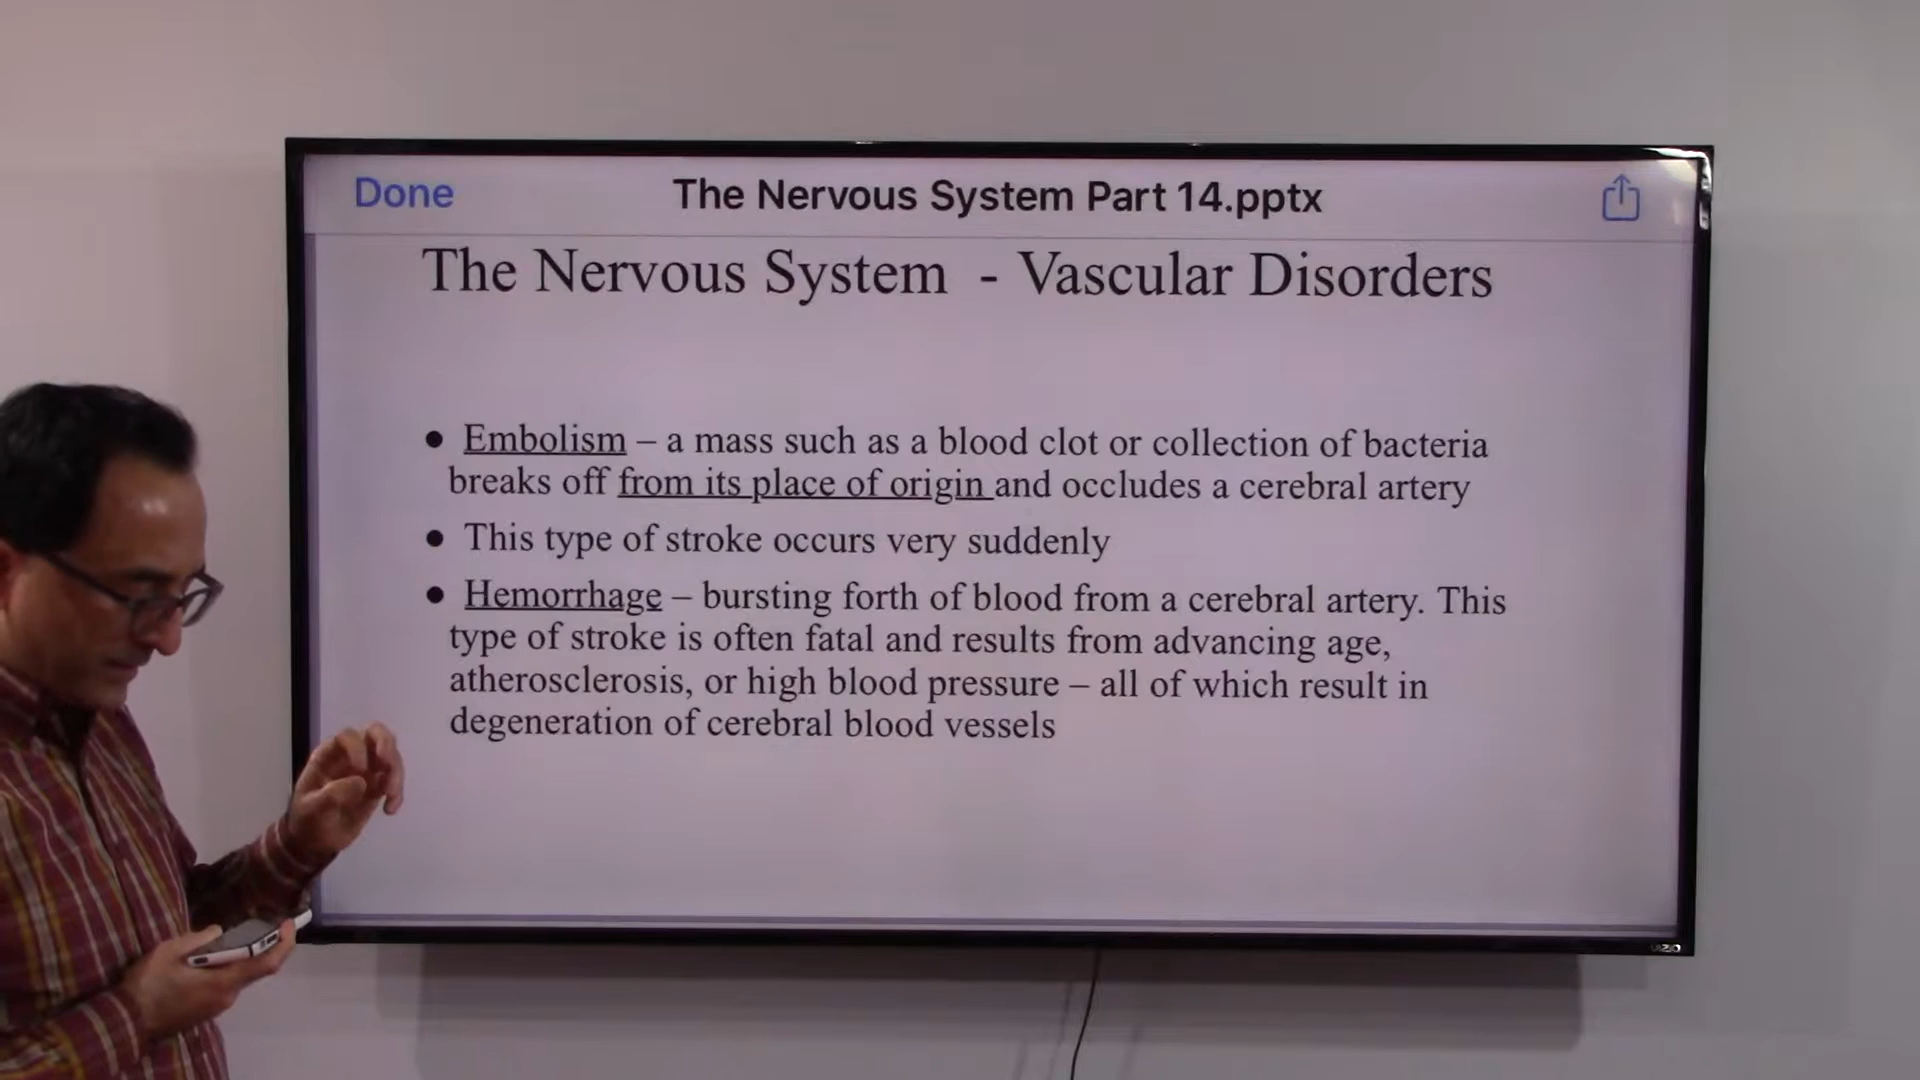 Done
The Nervous System Part 14.pptx
The Nervous System - Vascular Disorders
● Embolism – a mass such as a blood clot or collection of bacteria
breaks off from its place of origin and occludes a cerebral artery
● This type of stroke occurs very suddenly
● Hemorrhage – bursting forth of blood from a cerebral artery. This
type of stroke is often fatal and results from advancing age,
atherosclerosis, or high blood pressure – all of which result in
degeneration of cerebral blood vessels
VIZIO